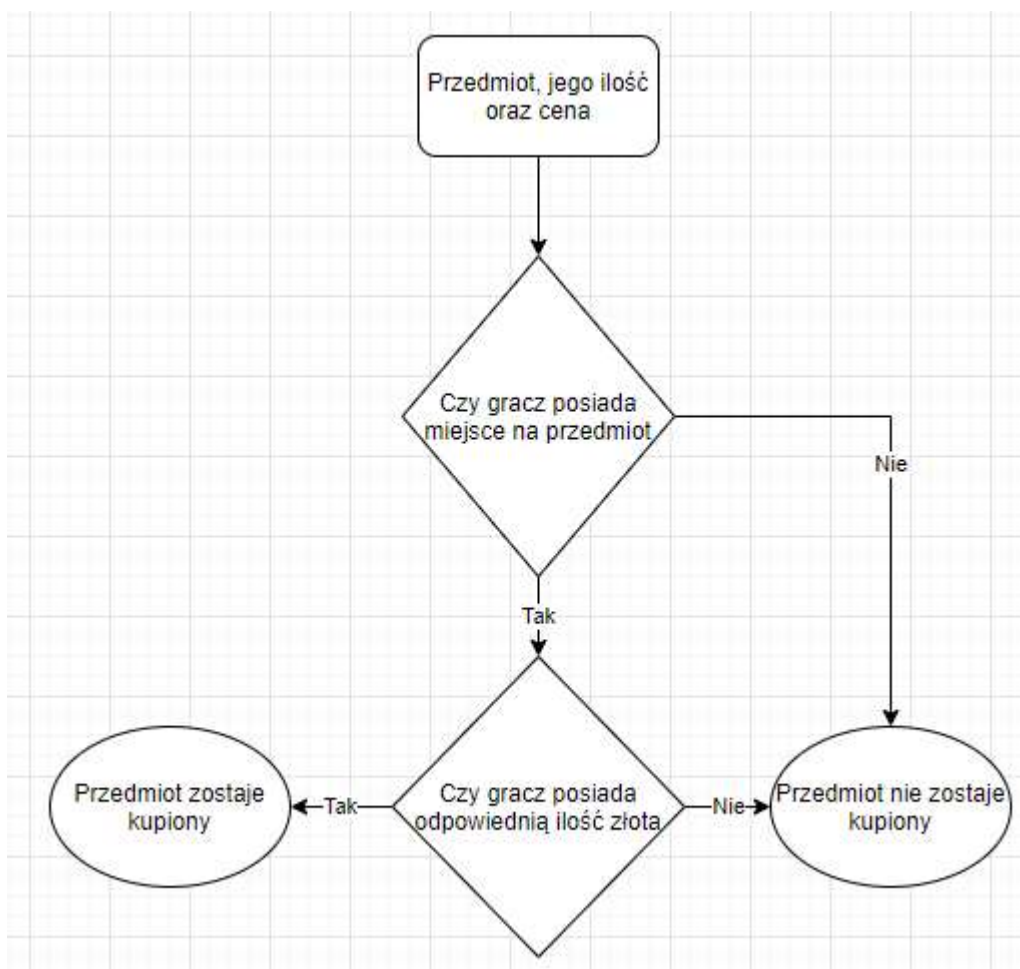 Przedmiot, jego ilość
oraz cena
Czy gracz posiada
miejsce na przedmiot
Nie
Tak
Przedmiot zostaje
kupiony
Tak
Czy gracz posiada
odpowiednią ilość złota
Nie
Przedmiot nie zostaje
kupiony